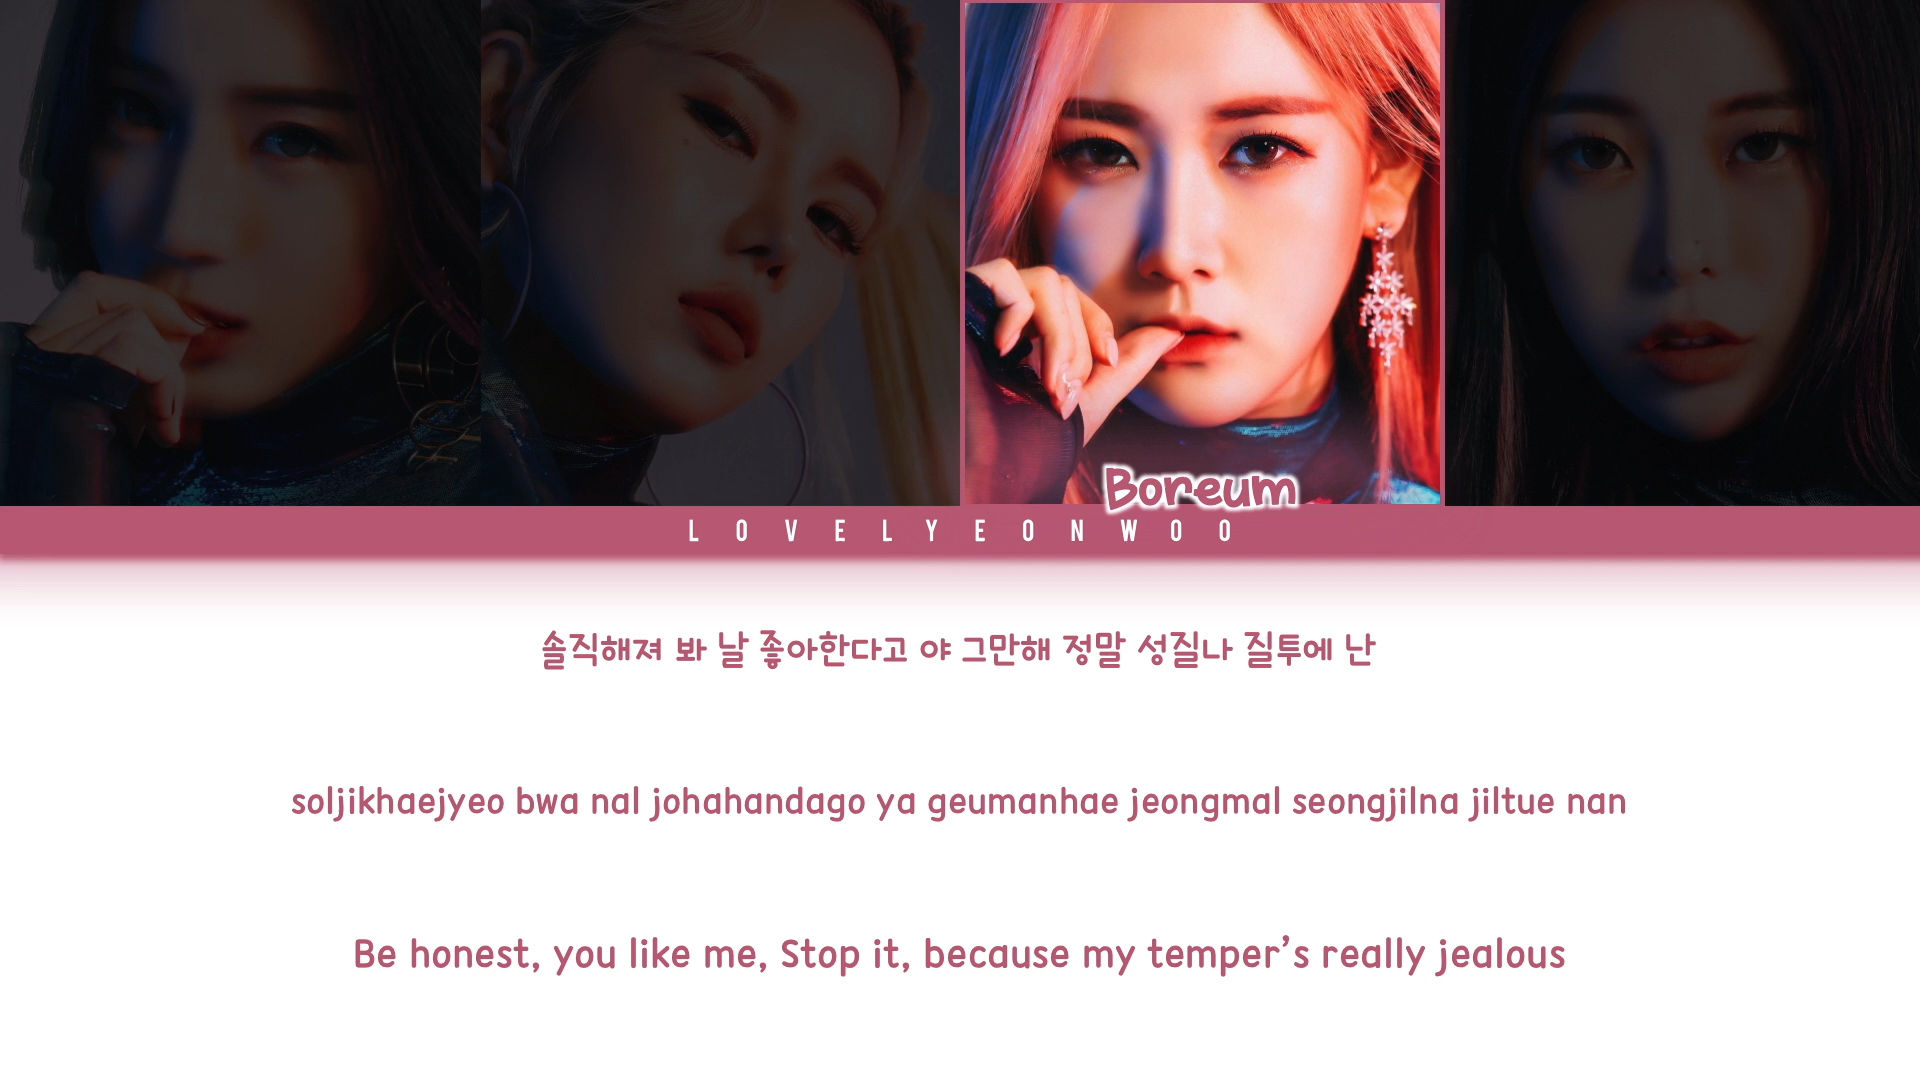 Boreum
LOVELYEONWOO
솔직해져 봐 날 좋아한다고 야 그만해 정말 성질나 질투에 난
soljikhaejyeo bwa nal johahandago ya geumanhae jeongmal seongjilna jiltue nan
Be honest, you like me, Stop it, because my temper’s really jealous